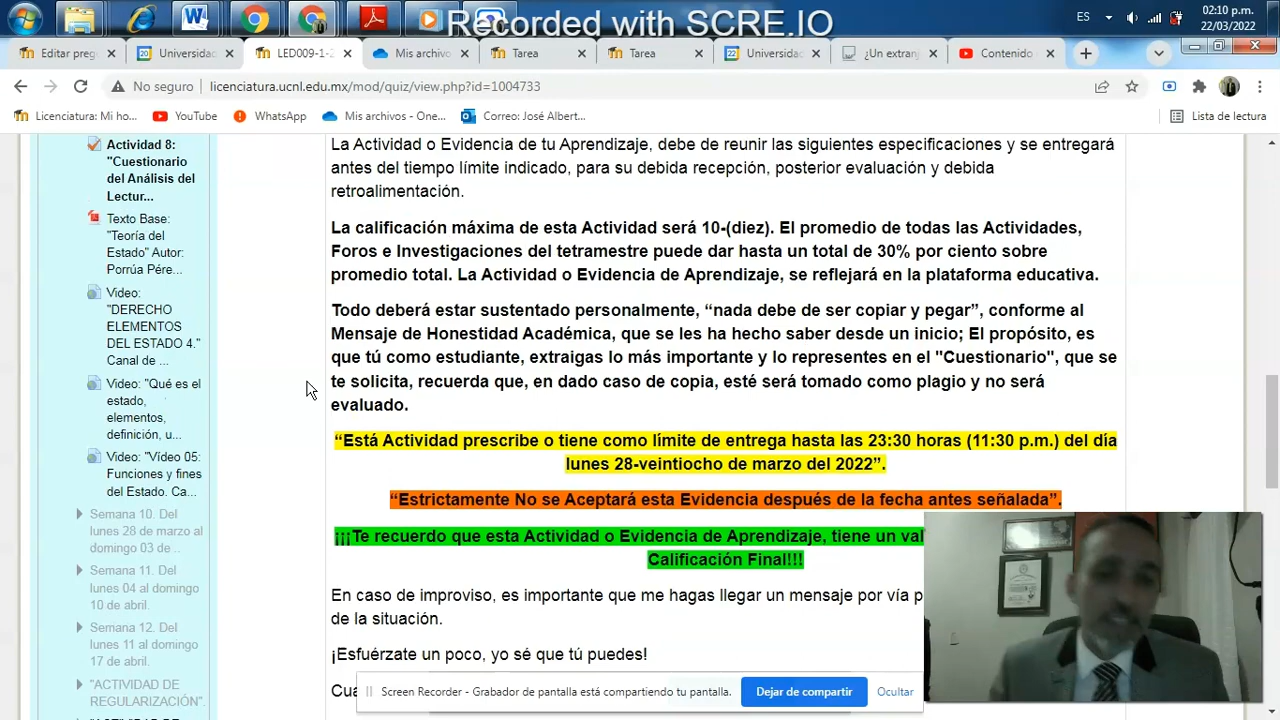 Recorded with SCRE.IO
ES
02:10 p.m.
22/03/2022
Editar preg
Universidad
LED009-1-2
Mis archivo
Tarea
Tarea
Universidad
¿Un extranj
Contenido
No seguro
licenciatura.ucnl.edu.mx/mod/quiz/view.php?id=1004733
Licenciatura: Mi ho...
YouTube
WhatsApp
Mis archivos - One...
Correo: José Albert...
Lista de lectura
Actividad 8:
"Cuestionario
del Análisis del
Lectur...
Texto Base:
"Teoría del
Estado" Autor:
Porrúa Pére...
Video:
"DERECHO
ELEMENTOS
DEL ESTADO 4."
Canal de ...
Video: "Qué es el
estado,
elementos,
definición, u...
Video: "Vídeo 05:
Funciones y fines
del Estado. Ca...
Semana 10. Del
lunes 28 de marzo al
domingo 03 de ..
Semana 11. Del
lunes 04 al domingo
10 de abril.
Semana 12. Del
lunes 11 al domingo
17 de abril.
"ACTIVIDAD DE
REGULARIZACIÓN".
La Actividad o Evidencia de tu Aprendizaje, debe de reunir las siguientes especificaciones y se entregará
antes del tiempo límite indicado, para su debida recepción, posterior evaluación y debida
retroalimentación.
La calificación máxima de esta Actividad será 10-(diez). El promedio de todas las Actividades,
Foros e Investigaciones del tetramestre puede dar hasta un total de 30% por ciento sobre
promedio total. La Actividad o Evidencia de Aprendizaje, se reflejará en la plataforma educativa.
Todo deberá estar sustentado personalmente, “nada debe de ser copiar y pegar”, conforme al
Mensaje de Honestidad Académica, que se les ha hecho saber desde un inicio; El propósito, es
que tú como estudiante, extraigas lo más importante y lo representes en el "Cuestionario", que se
te solicita, recuerda que, en dado caso de copia, esté será tomado como plagio y no será
evaluado.
“Está Actividad prescribe o tiene como límite de entrega hasta las 23:30 horas (11:30 p.m.) del día
lunes 28-veintiocho de marzo del 2022”.
“Estrictamente No se Aceptará esta Evidencia después de la fecha antes señalada”.
¡¡¡Te recuerdo que esta Actividad o Evidencia de Aprendizaje, tiene un val
Calificación Final!!!
En caso de improviso, es importante que me hagas llegar un mensaje por vía p
de la situación.
¡Esfuérzate un poco, yo sé que tú puedes!
Cua
Screen Recorder - Grabador de pantalla está compartiendo tu pantalla.
Dejar de compartir
Ocultar